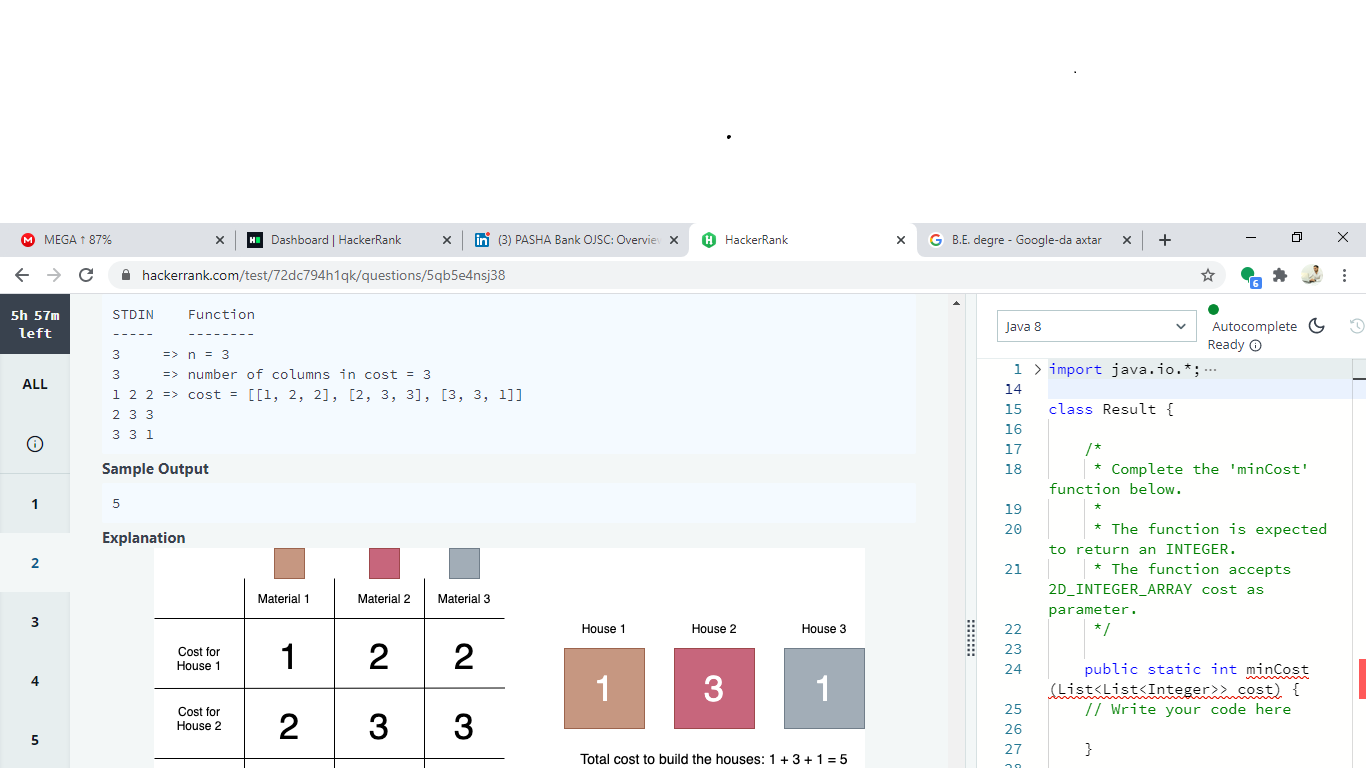 MEGA ↑ 87%
Dashboard | HackerRank
(3) PASHA Bank OJSC: Overvie
HackerRank
B.E. degre - Google-da axtar
hackerrank.com/test/72dc794h1qk/questions/5qb5e4nsj38
6
5h 57m
left
ALL
1
2
3
4
5
STDIN Function
----- --------
3 => n = 3
3 => number of columns in cost = 3
1 2 2 => cost = [[1, 2, 2], [2, 3, 3], [3, 3, 1]]
2 3 3
3 3 1
Sample Output
5
Explanation
Material 1 Material 2 Material 3
Cost for
House 1
1 2 2
Cost for
House 2
2 3 3
House 1 House 2 House 3
1 3 1
Total cost to build the houses: 1 + 3 + 1 = 5
Java 8
Autocomplete
Ready
1 import java.io.*;···
14
15 class Result {
16
17 /*
18 * Complete the 'minCost'
function below.
19 *
20 * The function is expected
to return an INTEGER.
21 * The function accepts
2D_INTEGER_ARRAY cost as
parameter.
22 */
23
24 public static int minCost
(List<List<Integer>> cost) {
25 // Write your code here
26
27 }
28